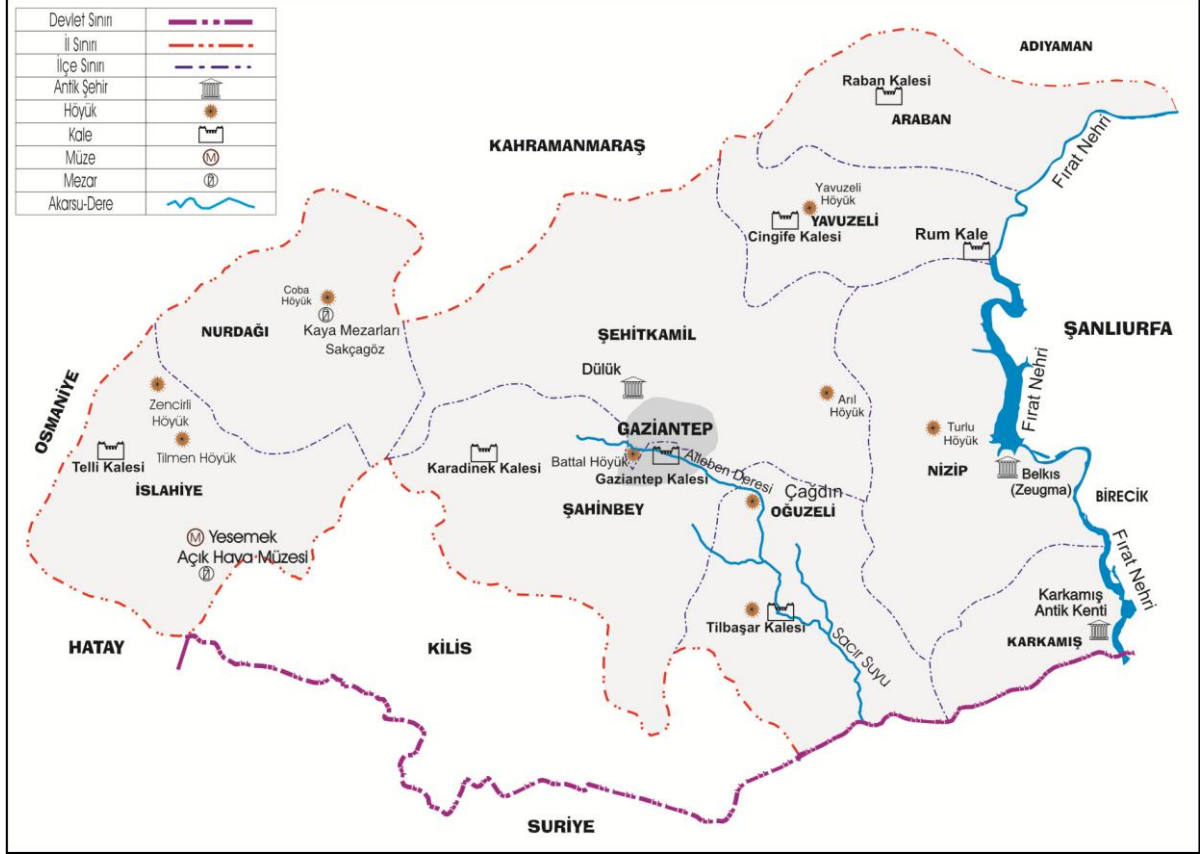 Devlet Sınırı
İl Sınırı
İlçe Sınırı
Antik Şehir
Höyük
Kale
Müze
M
Mezar
Akarsu-Dere
ADIYAMAN
Raban Kalesi
ARABAN
KAHRAMANMARAŞ
Fırat Nehri
Yavuzeli
Höyük
YAVUZELİ
Cingife Kalesi
Rum Kale
Coba
Höyük
NURDAĞI
Kaya Mezarları
Sakçagöz
ŞEHİTKAMİL
ŞANLIURFA
Dülük
Fırat Nehri
OSMANİYE
Zencirli
Höyük
Arıl
Höyük
Tilmen Höyük
Telli Kalesi
İSLAHİYE
GAZİANTEP
Turlu
Höyük
Karadinek Kalesi
Battal Höyük
Gaziantep Kalesi
Alleben Deresi
NİZİP
Belkıs
(Zeugma)
BİRECİK
Çağdın
OĞUZELİ
ŞAHİNBEY
M Yesemek
Açık Hava Müzesi
Fırat Nehri
Karkamış
Antik Kenti
KARKAMIŞ
Tilbaşar Kalesi
Sacır Suyu
HATAY
KİLİS
SURİYE